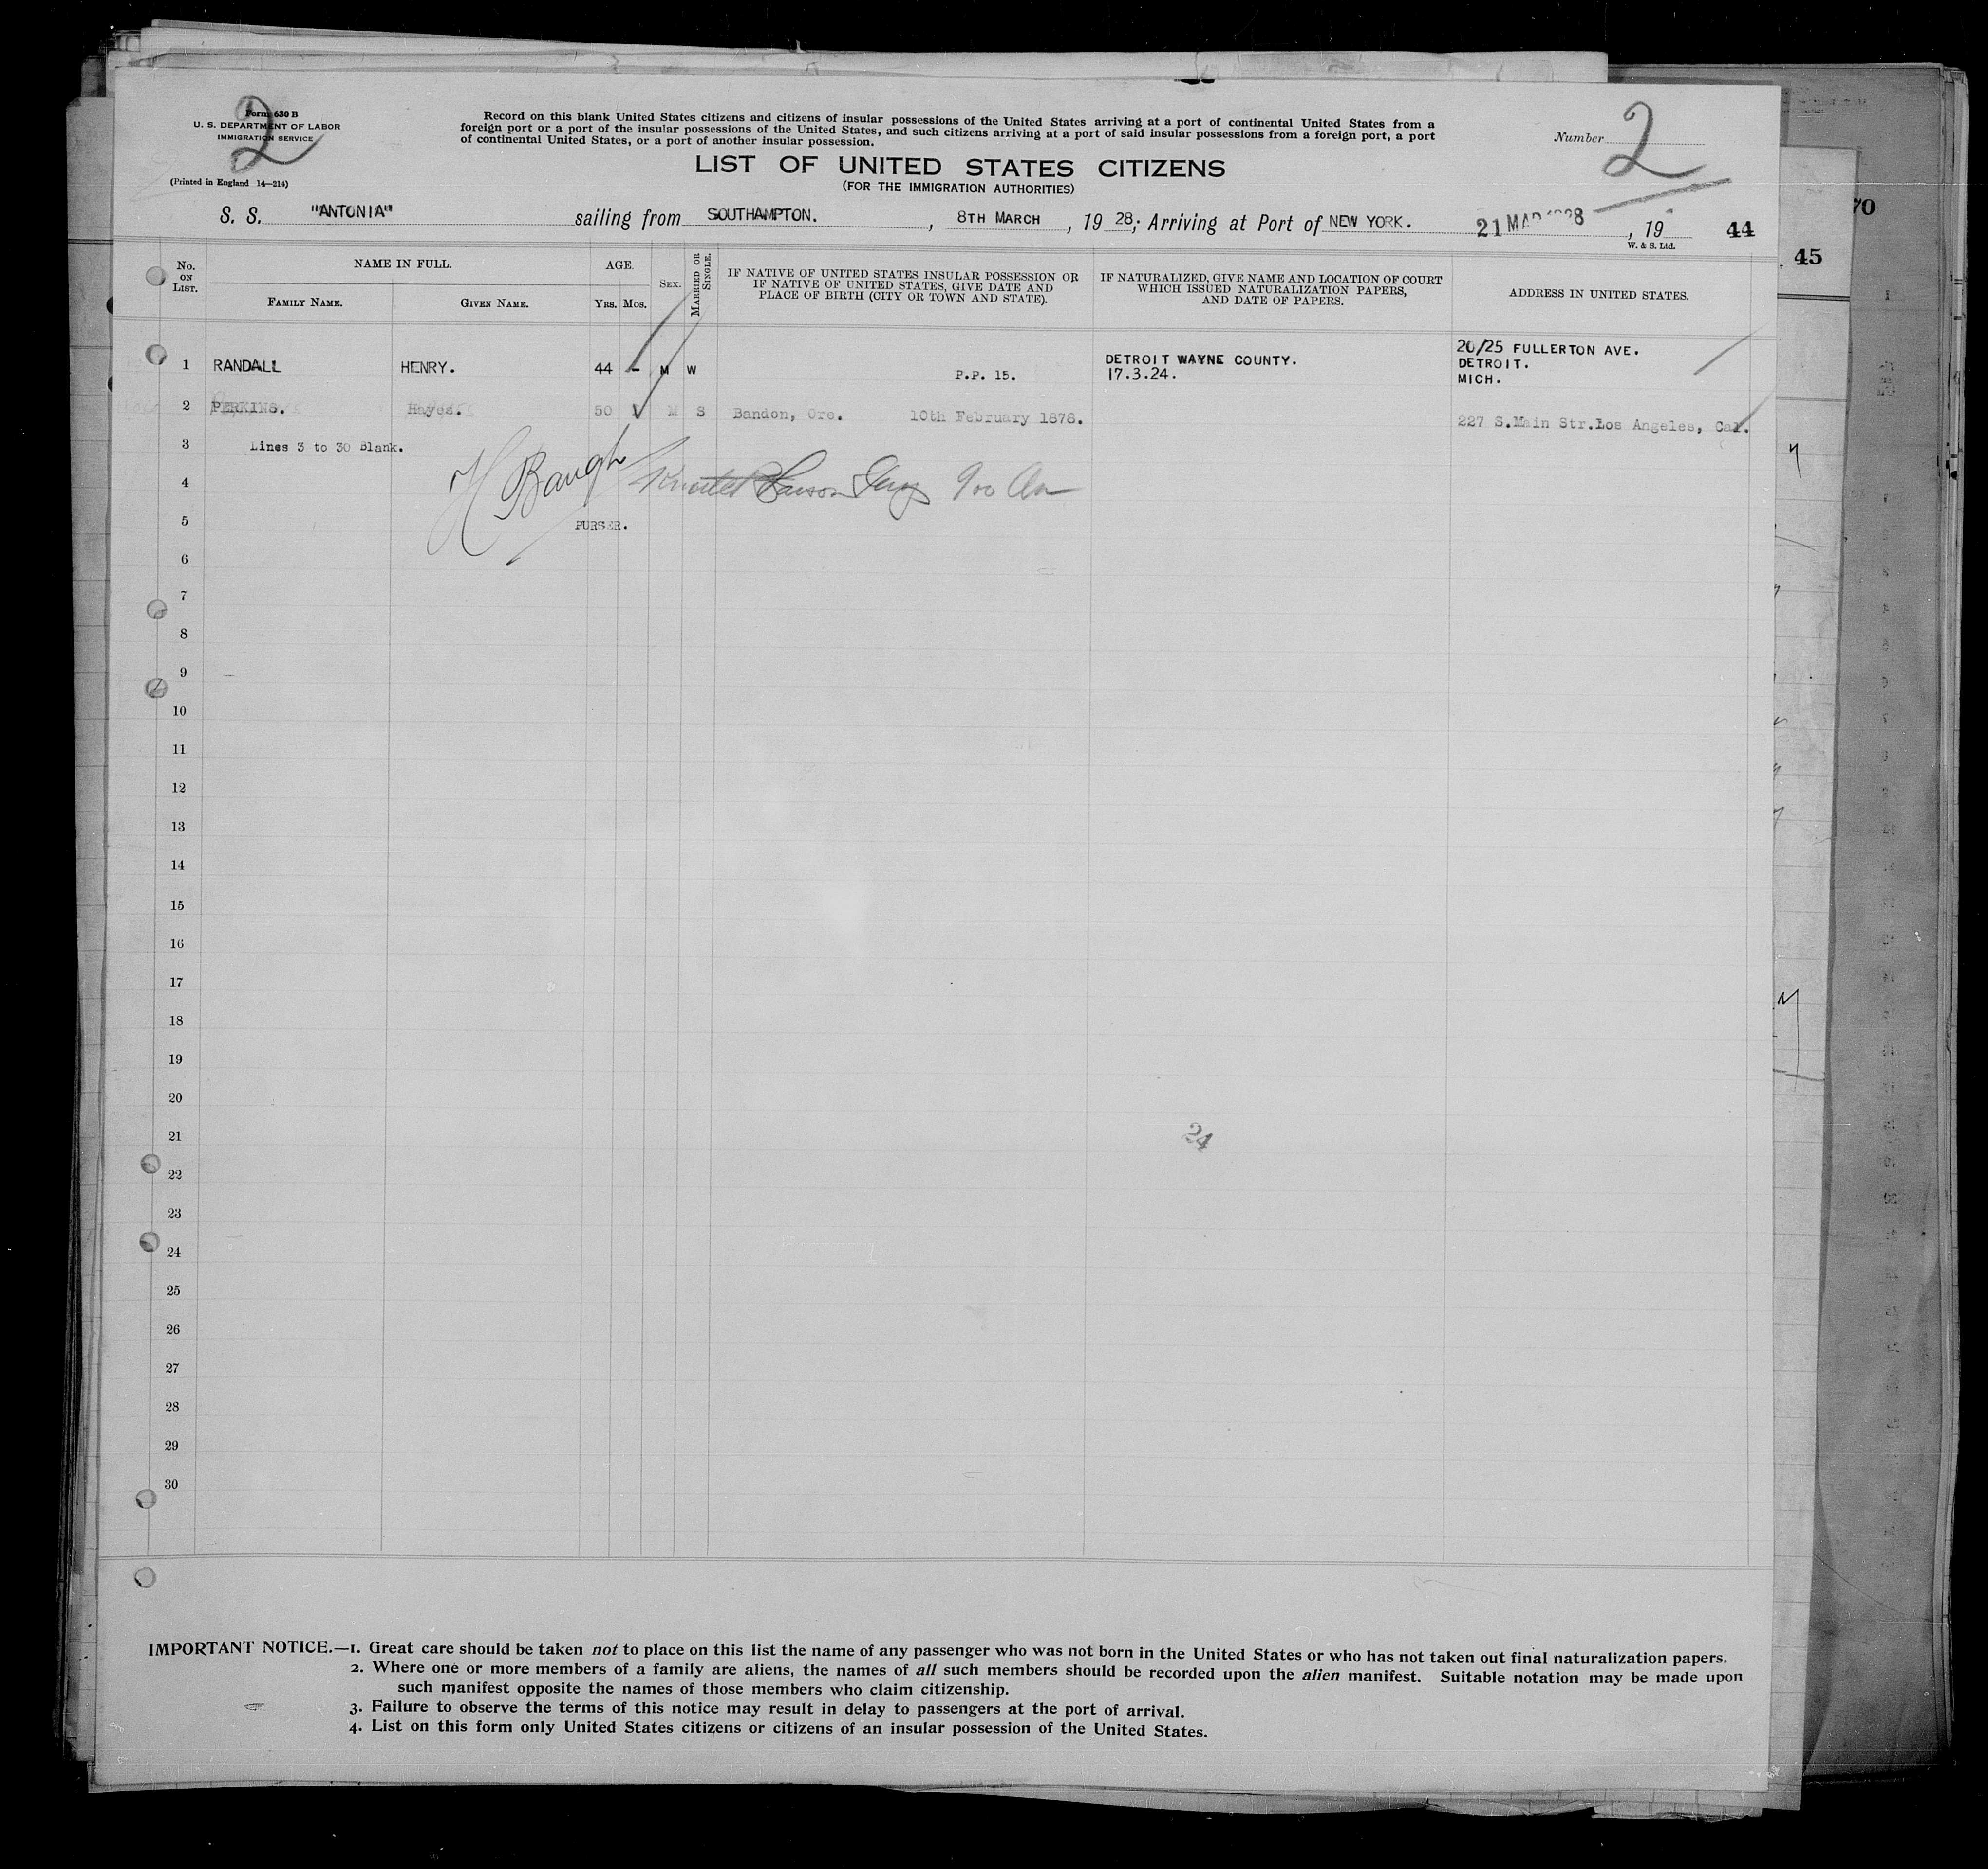 Form 630 B
U. S. DEPARTMENT OF LABOR
IMMIGRATION SERVICE
2
(Printed in England 14—214)
Record on this blank United States citizens and citizens of insular possessions of the United States arriving at a port of continental United States from a
foreign port or a port of the insular possessions of the United States, and such citizens arriving at a port of said insular possessions from a foreign port, a port
of continental United States, or a port of another insular possession.
Number 2
LIST OF UNITED STATES CITIZENS
(FOR THE IMMIGRATION AUTHORITIES)
S. S. "ANTONIA" sailing from SOUTHAMPTON. , 8TH MARCH , 19 28; Arriving at Port of NEW YORK. 21 MAR 1928 , 19 44
W. & S. Ltd.
70
45
No. ON LIST.
NAME IN FULL.
FAMILY NAME. GIVEN NAME.
AGE.
YRS. MOS.
SEX.
MARRIED OR SINGLE.
IF NATIVE OF UNITED STATES INSULAR POSSESSION OR
IF NATIVE OF UNITED STATES, GIVE DATE AND
PLACE OF BIRTH (CITY OR TOWN AND STATE).
IF NATURALIZED, GIVE NAME AND LOCATION OF COURT
WHICH ISSUED NATURALIZATION PAPERS,
AND DATE OF PAPERS.
ADDRESS IN UNITED STATES.
1 RANDALL HENRY. 44 - M W P.P. 15. DETROIT WAYNE COUNTY. 17.3.24. 20/25 FULLERTON AVE. DETROIT. MICH.
2 PERKINS. Hayes. 50 M S Bandon, Ore. 10th February 1878. 227 S.Main Str.Los Angeles, Cal.
3 Lines 3 to 30 Blank.
4 H Baugh
5 PURSER.
6
7
8
9
10
11
12
13
14
15
16
17
18
19
20
21 24
22
23
24
25
26
27
28
29
30
IMPORTANT NOTICE.—1. Great care should be taken not to place on this list the name of any passenger who was not born in the United States or who has not taken out final naturalization papers.
2. Where one or more members of a family are aliens, the names of all such members should be recorded upon the alien manifest. Suitable notation may be made upon
such manifest opposite the names of those members who claim citizenship.
3. Failure to observe the terms of this notice may result in delay to passengers at the port of arrival.
4. List on this form only United States citizens or citizens of an insular possession of the United States.